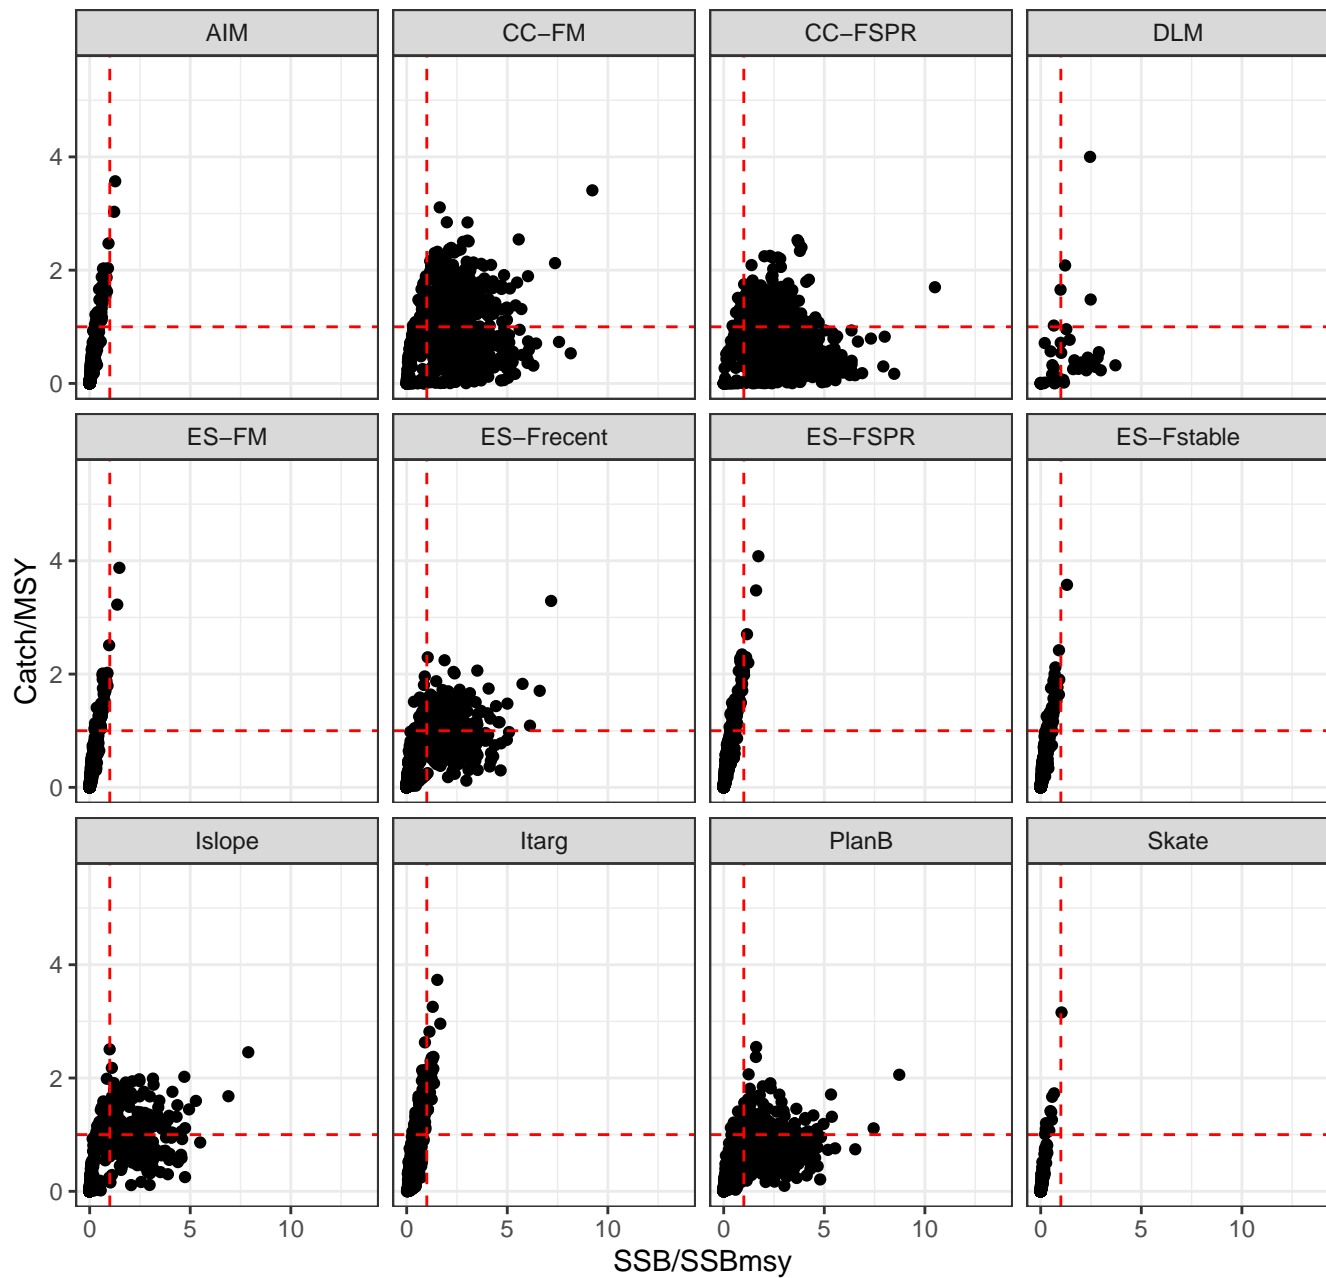 AIM CC−FM CC−FSPR DLM
4
2
0
ES−FM ES−Frecent ES−FSPR ES−Fstable
4
2
0
Islope Itarg PlanB Skate
4
2
0
0 5 10 0 5 10 0 5 10 0 5 10
SSB/SSBmsy
Catch/MSY